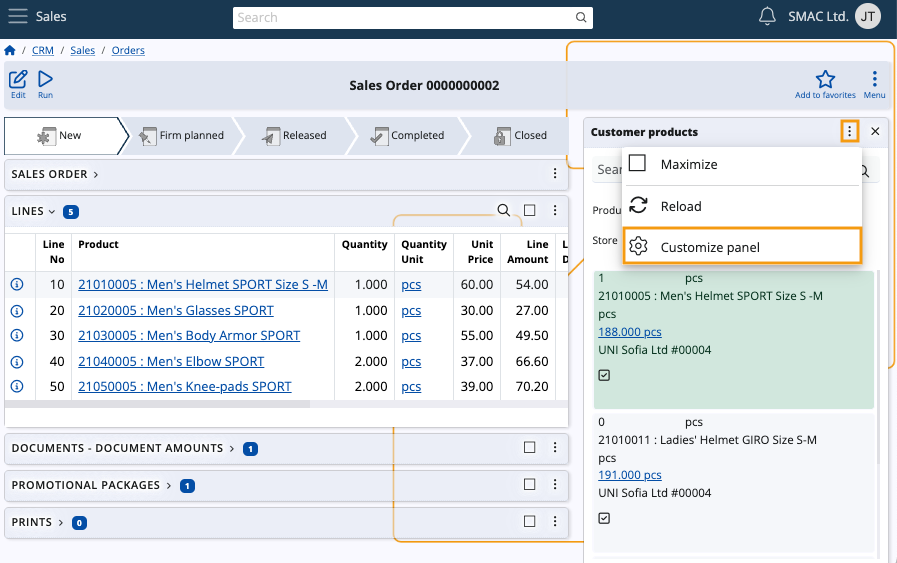 Sales
Search
SMAC Ltd.
JT
/ CRM / Sales / Orders
Edit
Run
Sales Order 0000000002
Add to favorites
Menu
New
Firm planned
Released
Completed
Closed
SALES ORDER
LINES 5
Line No Product Quantity Quantity Unit Unit Price Line Amount L D
10 21010005 : Men's Helmet SPORT Size S -M 1.000 pcs 60.00 54.00
20 21020005 : Men's Glasses SPORT 1.000 pcs 30.00 27.00
30 21030005 : Men's Body Armor SPORT 1.000 pcs 55.00 49.50
40 21040005 : Men's Elbow SPORT 2.000 pcs 37.00 66.60
50 21050005 : Men's Knee-pads SPORT 2.000 pcs 39.00 70.20
DOCUMENTS - DOCUMENT AMOUNTS 1
PROMOTIONAL PACKAGES 1
PRINTS 0
Customer products
Sear
Produ
Store
Maximize
Reload
Customize panel
1 pcs
21010005 : Men's Helmet SPORT Size S -M
pcs
188.000 pcs
UNI Sofia Ltd #00004
0 pcs
21010011 : Ladies' Helmet GIRO Size S-M
pcs
191.000 pcs
UNI Sofia Ltd #00004